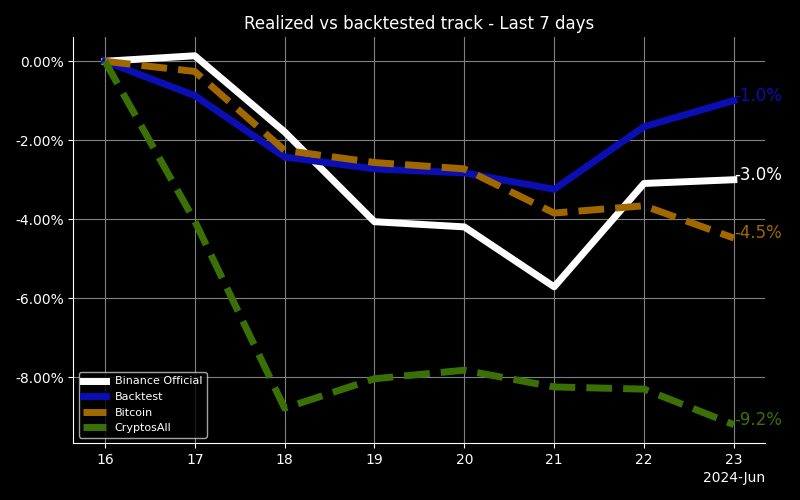 Realized vs backtested track - Last 7 days
0.00%
-2.00%
-4.00%
-6.00%
-8.00%
-1.0%
-3.0%
-4.5%
-9.2%
Binance Official
Backtest
Bitcoin
CryptosAll
16 17 18 19 20 21 22 23
2024-Jun